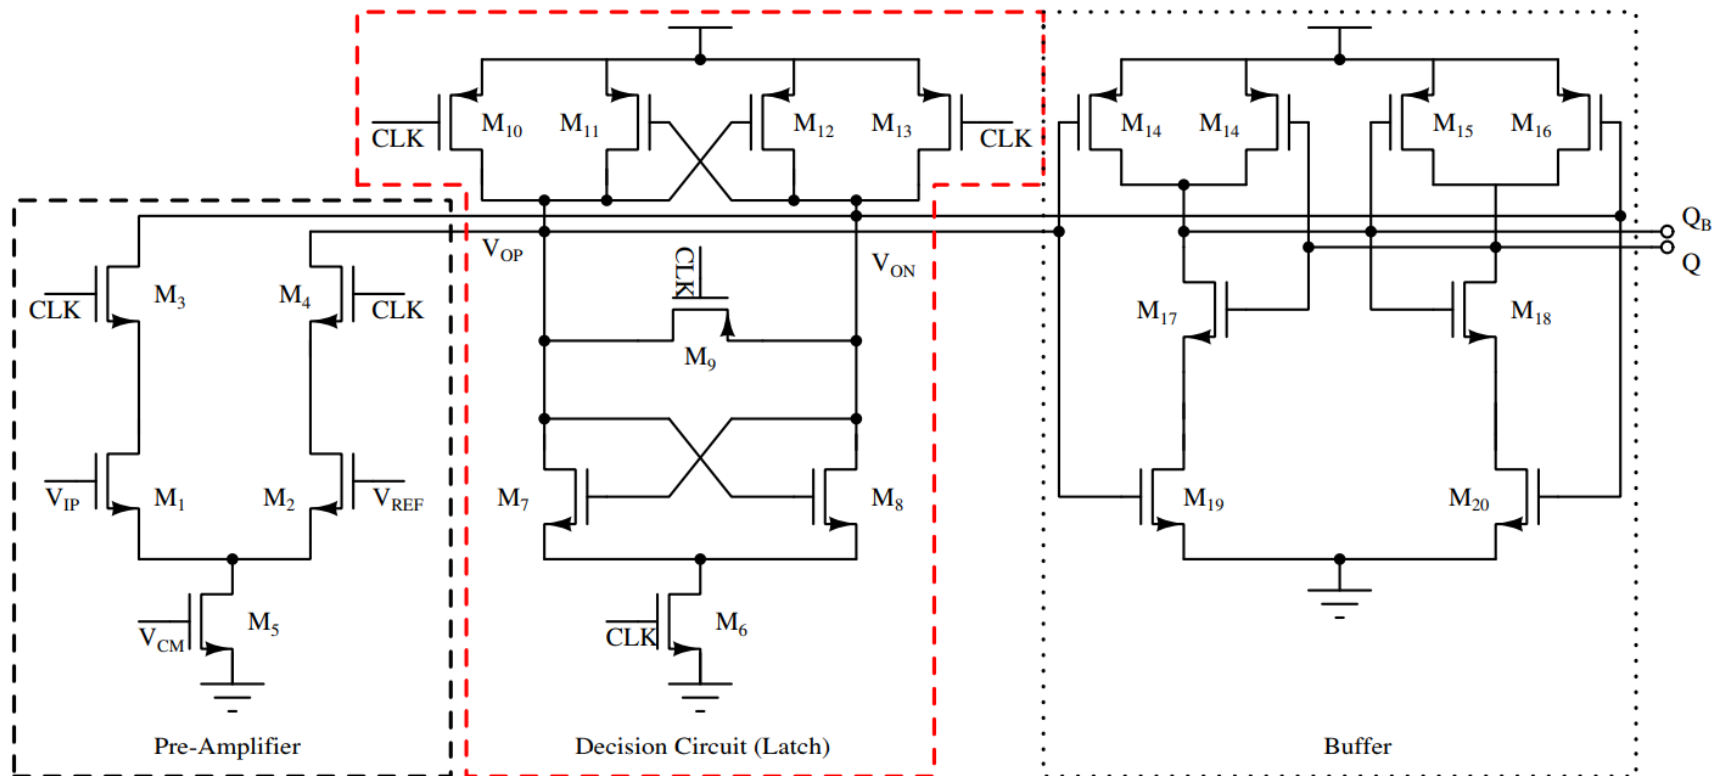 M10 M11 M12 M13 M14 M14 M15 M16
CLK CLK
QB
VOP VON Q
CLK
CLK M3 M4 CLK M17 M18
M9
VIP M1 M2 VREF M7 M8 M19 M20
VCM M5 CLK M6
Pre-Amplifier Decision Circuit (Latch) Buffer